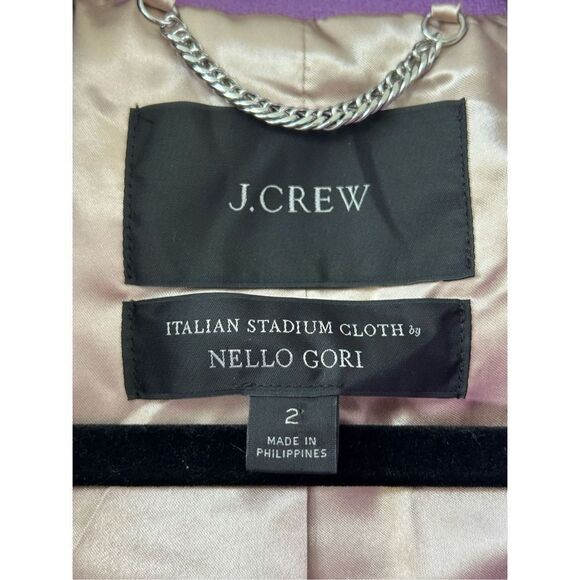 J.CREW
ITALIAN STADIUM CLOTH by
NELLO GORI
2
MADE IN
PHILIPPINES